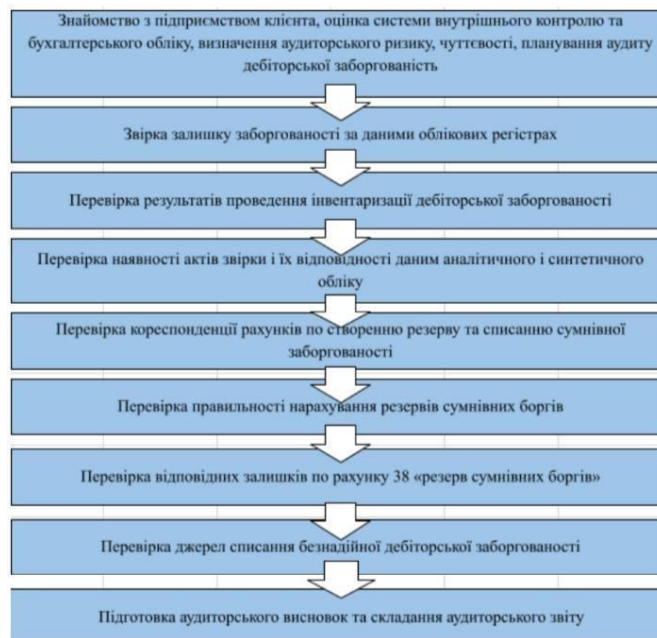 Знайомство з підприємством клієнта, оцінка системи внутрішнього контролю та
бухгалтерського обліку, визначення аудиторського ризику, чуттєвості, планування аудиту
дебіторської заборгованість
Звірка залишку заборгованості за даними облікових регістрах
Перевірка результатів проведення інвентаризації дебіторської заборгованості
Перевірка наявності актів звірки і їх відповідності даним аналітичного і синтетичного
обліку
Перевірка кореспонденції рахунків по створенню резерву та списанню сумнівної
заборгованості
Перевірка правильності нарахування резервів сумнівних боргів
Перевірка відповідних залишків по рахунку 38 «резерв сумнівних боргів»
Перевірка джерел списання безнадійної дебіторської заборгованості
Підготовка аудиторського висновок та складання аудиторського звіту